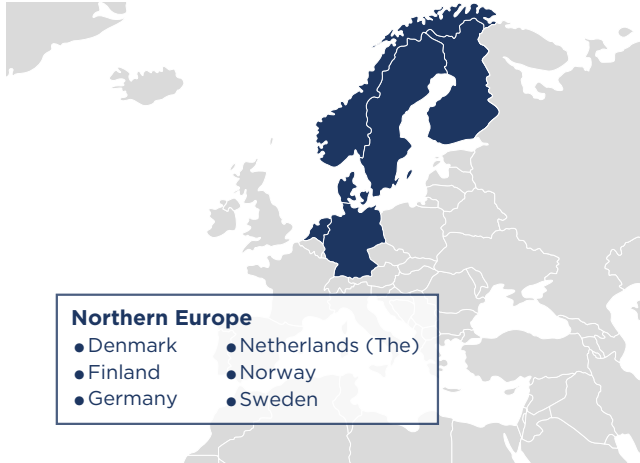 Northern Europe
• Denmark
• Finland
• Germany
• Netherlands (The)
• Norway
• Sweden